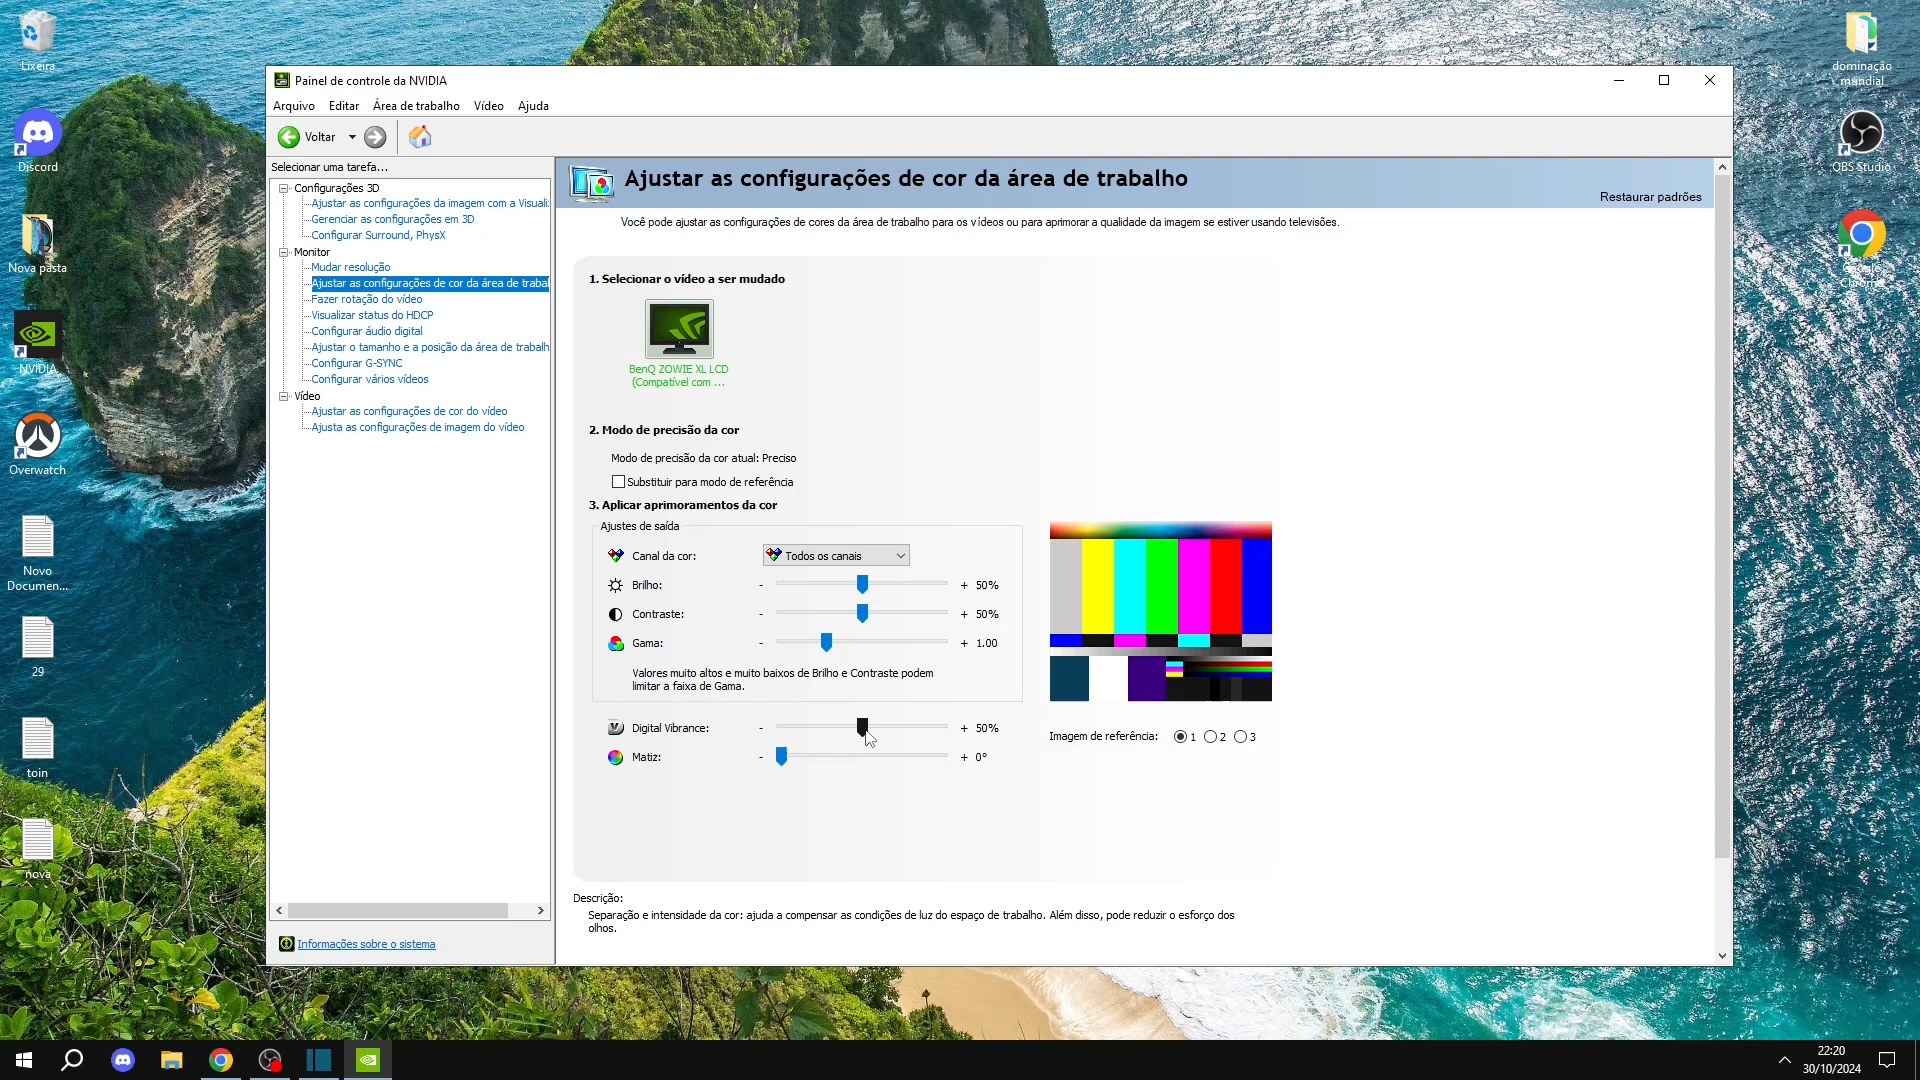 Lixeira
Discord
Nova pasta
NVIDIA
Overwatch
Novo
Documen...
29
toin
nova
dominação
mundial
OBS Studio
Google
Chrome
Painel de controle da NVIDIA
Arquivo Editar Área de trabalho Vídeo Ajuda
Voltar
Selecionar uma tarefa...
Configurações 3D
Ajustar as configurações da imagem com a Visuali
Gerenciar as configurações em 3D
Configurar Surround, PhysX
Monitor
Mudar resolução
Ajustar as configurações de cor da área de trabal
Fazer rotação do vídeo
Visualizar status do HDCP
Configurar áudio digital
Ajustar o tamanho e a posição da área de trabalh
Configurar G-SYNC
Configurar vários vídeos
Vídeo
Ajustar as configurações de cor do vídeo
Ajusta as configurações de imagem do vídeo
Informações sobre o sistema
Ajustar as configurações de cor da área de trabalho
Restaurar padrões
Você pode ajustar as configurações de cores da área de trabalho para os vídeos ou para aprimorar a qualidade da imagem se estiver usando televisões.
1. Selecionar o vídeo a ser mudado
BenQ ZOWIE XL LCD
(Compatível com ...
2. Modo de precisão da cor
Modo de precisão da cor atual: Preciso
Substituir para modo de referência
3. Aplicar aprimoramentos da cor
Ajustes de saída
Canal da cor: Todos os canais
Brilho: - + 50%
Contraste: - + 50%
Gama: - + 1.00
Valores muito altos e muito baixos de Brilho e Contraste podem
limitar a faixa de Gama.
Digital Vibrance: - + 50%
Matiz: - + 0°
Imagem de referência: 1 2 3
Descrição:
Separação e intensidade da cor: ajuda a compensar as condições de luz do espaço de trabalho. Além disso, pode reduzir o esforço dos
olhos.
22:20
30/10/2024